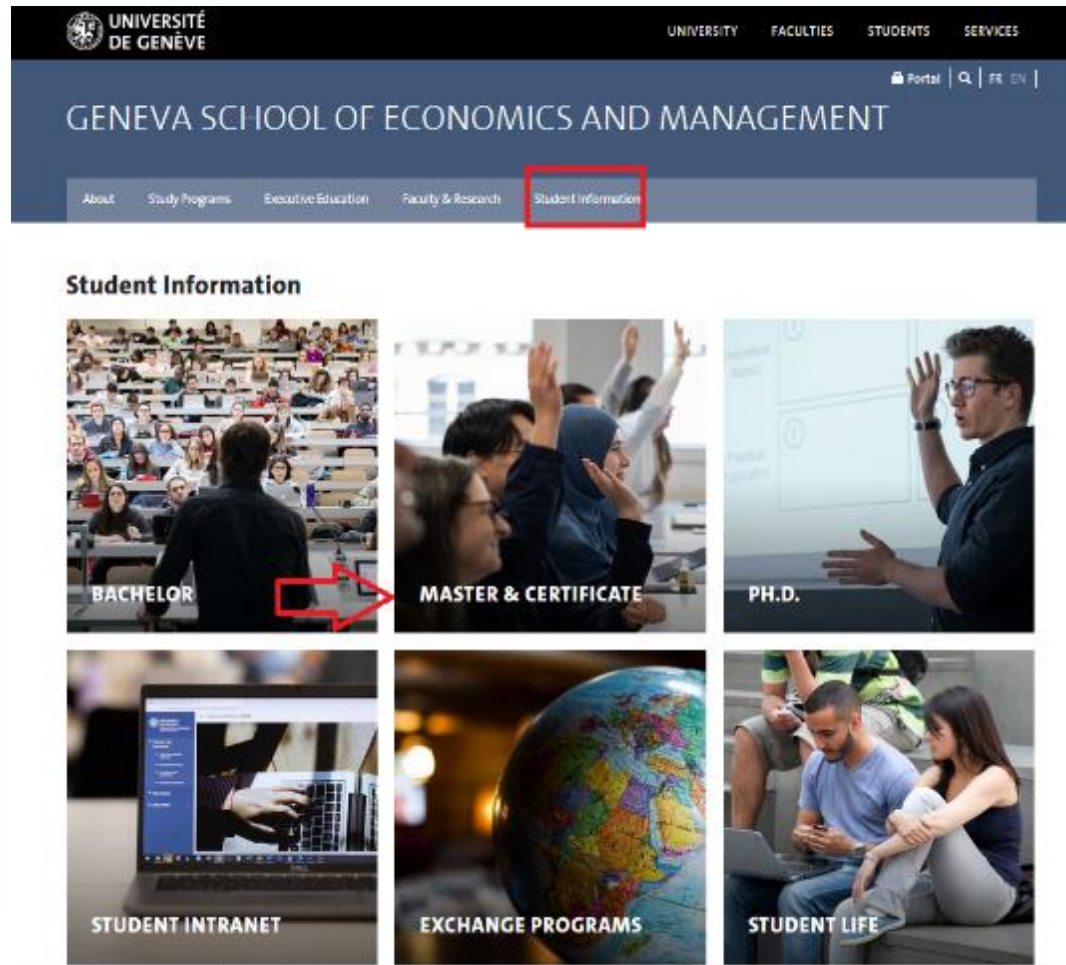 UNIVERSITÉ
DE GENÈVE
UNIVERSITY FACULTIES STUDENTS SERVICES
Portal FR EN
GENEVA SCHOOL OF ECONOMICS AND MANAGEMENT
About Study Programs Executive Education Faculty & Research Student Information
Student Information
BACHELOR
MASTER & CERTIFICATE
PH.D.
STUDENT INTRANET
EXCHANGE PROGRAMS
STUDENT LIFE